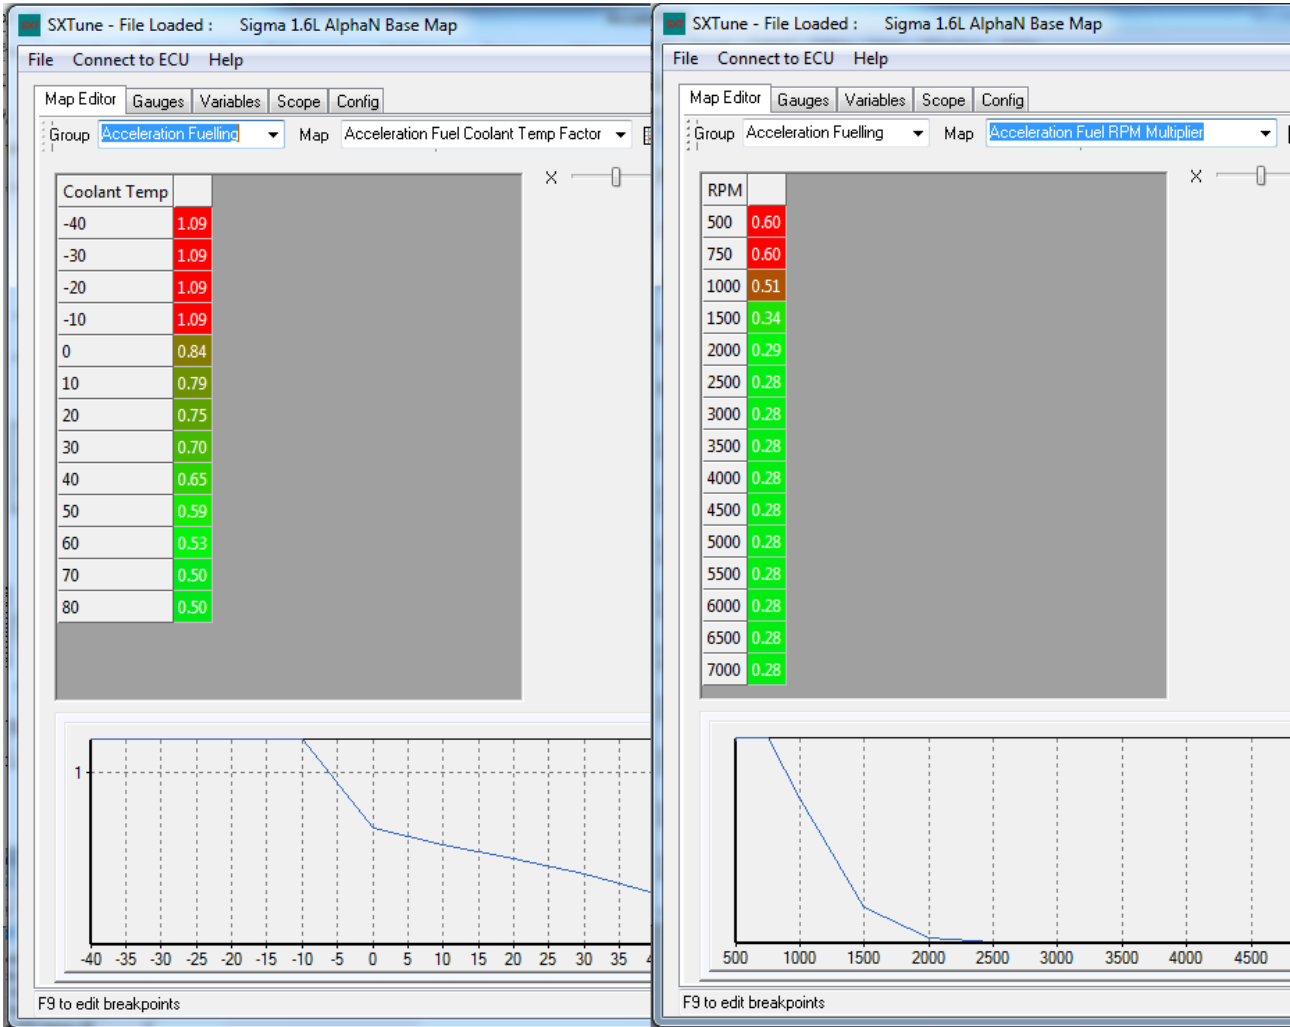 SXTune - File Loaded : Sigma 1.6L AlphaN Base Map
File Connect to ECU Help
Map Editor Gauges Variables Scope Config
Group Acceleration Fuelling Map Acceleration Fuel Coolant Temp Factor
X
Coolant Temp
-40 1.09
-30 1.09
-20 1.09
-10 1.09
0 0.84
10 0.79
20 0.75
30 0.70
40 0.65
50 0.59
60 0.53
70 0.50
80 0.50
1
-40 -35 -30 -25 -20 -15 -10 -5 0 5 10 15 20 25 30 35
F9 to edit breakpoints
SXTune - File Loaded : Sigma 1.6L AlphaN Base Map
File Connect to ECU Help
Map Editor Gauges Variables Scope Config
Group Acceleration Fuelling Map Acceleration Fuel RPM Multiplier
X
RPM
500 0.60
750 0.60
1000 0.51
1500 0.34
2000 0.29
2500 0.28
3000 0.28
3500 0.28
4000 0.28
4500 0.28
5000 0.28
5500 0.28
6000 0.28
6500 0.28
7000 0.28
500 1000 1500 2000 2500 3000 3500 4000 4500
F9 to edit breakpoints